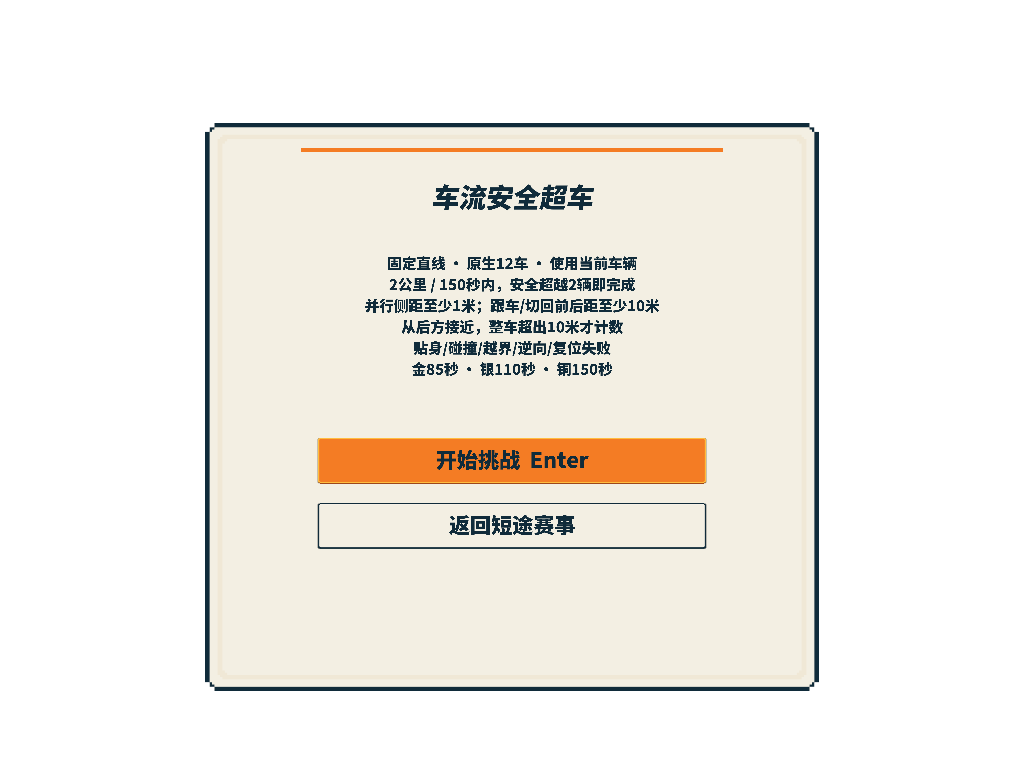 车流安全超车
固定直线 · 原生12车 · 使用当前车辆
2公里 / 150秒内，安全超越2辆即完成
并行侧距至少1米；跟车/切回前后距至少10米
从后方接近，整车超出10米才计数
贴身/碰撞/越界/逆向/复位失败
金85秒 · 银110秒 · 铜150秒
开始挑战 Enter
返回短途赛事